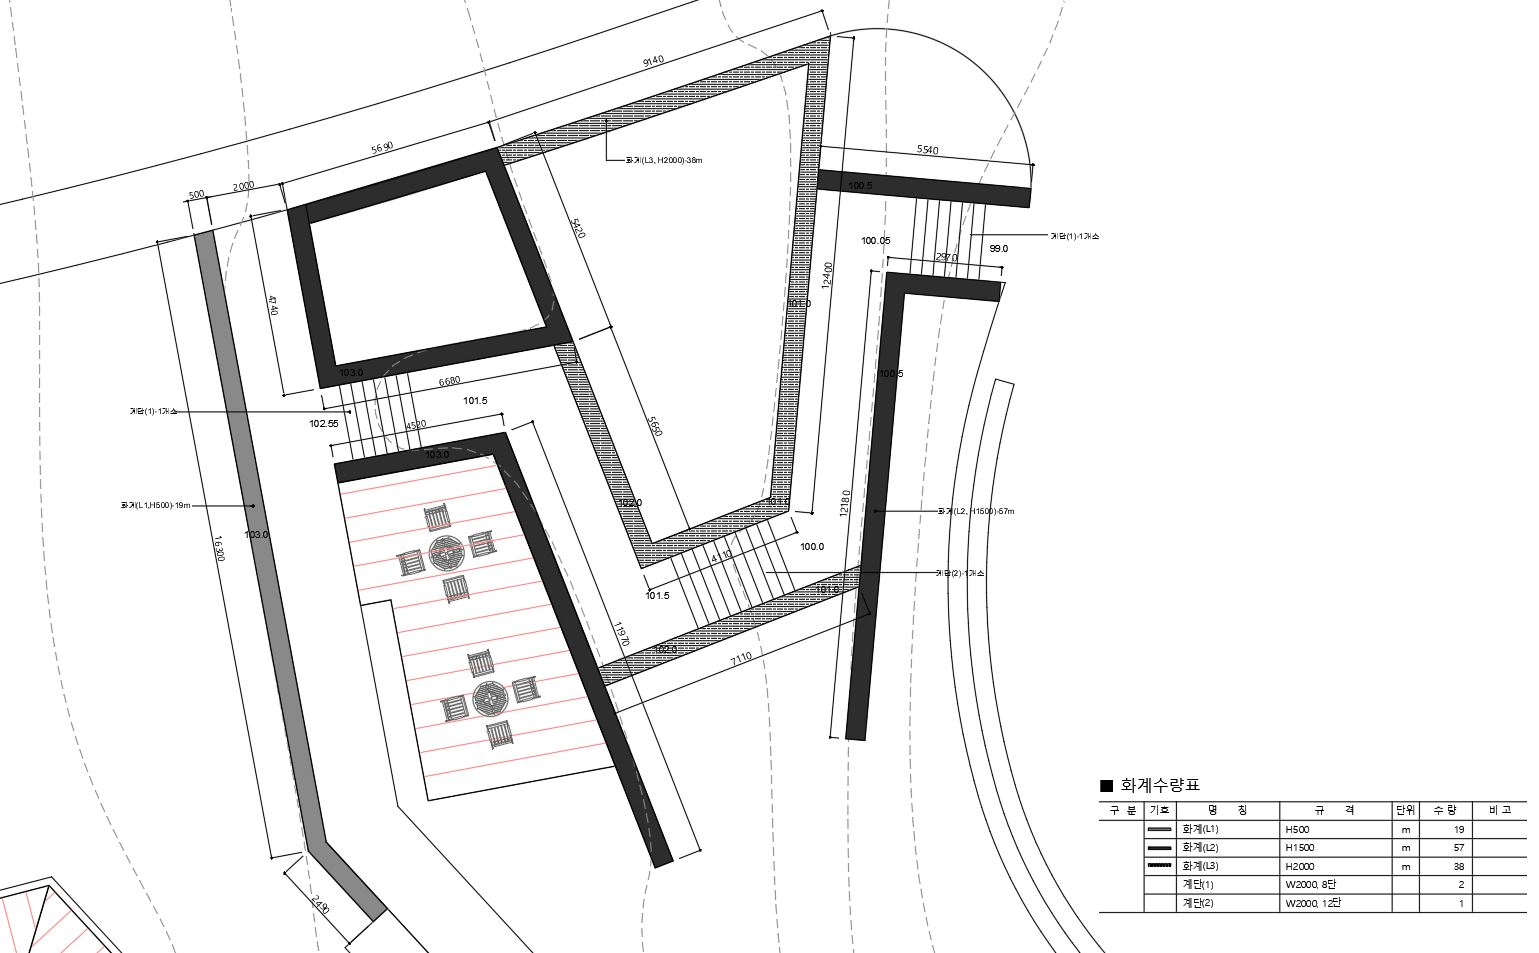 9140
5690
화계(L3, H2000)-38m
5540
2000
500
100.5
5420
계단(1)-1개소
100.05
99.0
2970
12400
4740
101.0
103.0
100.5
6680
101.5
계단(1)-1개소
102.55
4520
5650
103.0
102.0
101.0
12180
화계(L1,H500)-19m
화계(L2, H1500)-57m
103.0
16300
100.0
4110
계단(2)-1개소
101.5
101.0
11970
102.0
7110
2490
■ 화계수량표
구 분 기호 명 칭 규 격 단위 수 량 비 고
화계(L1) H500 m 19
화계(L2) H1500 m 57
화계(L3) H2000 m 38
계단(1) W2000, 8단 2
계단(2) W2000, 12단 1